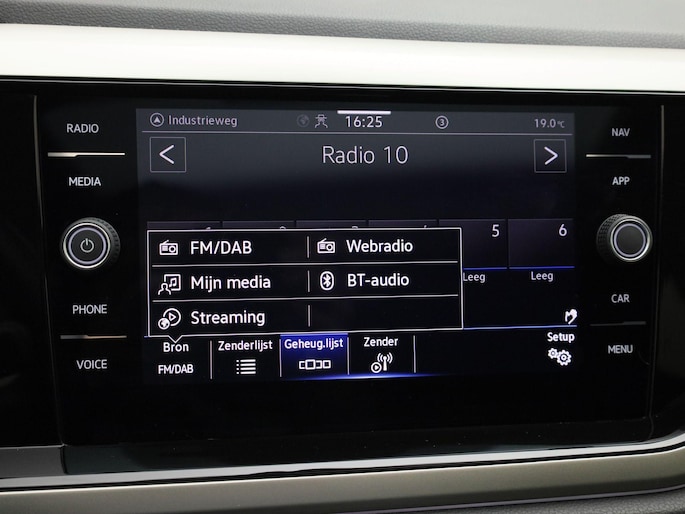 RADIO
MEDIA
PHONE
VOICE
Industrieweg 16:25 3 19.0°C
Radio 10
5 6
FM/DAB Webradio
Mijn media BT-audio
Streaming
Leeg Leeg
Bron Zenderlijst Geheug.lijst Zender Setup
FM/DAB
NAV
APP
CAR
MENU